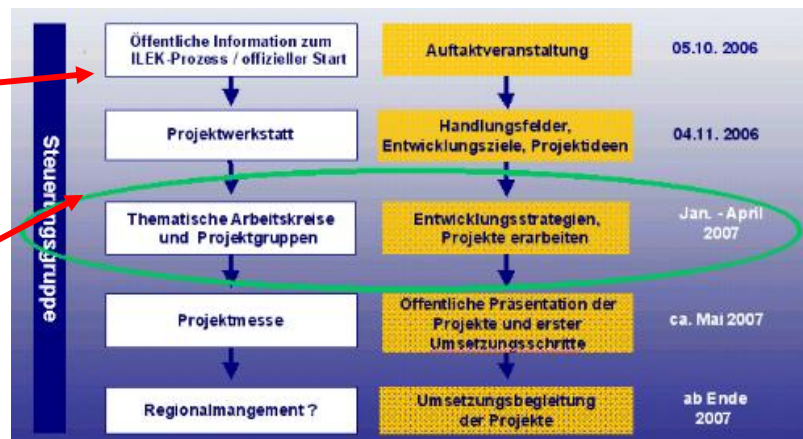 Steuerungsgruppe
Öffentliche Information zum
ILEK-Prozess / offizieller Start
Auftaktveranstaltung
05.10. 2006
Projektwerkstatt
Handlungsfelder,
Entwicklungsziele, Projektideen
04.11. 2006
Thematische Arbeitskreise
und Projektgruppen
Entwicklungsstrategien,
Projekte erarbeiten
Jan. - April
2007
Projektmesse
Öffentliche Präsentation der
Projekte und erster
Umsetzungsschritte
ca. Mai 2007
Regionalmangement ?
Umsetzungsbegleitung
der Projekte
ab Ende
2007